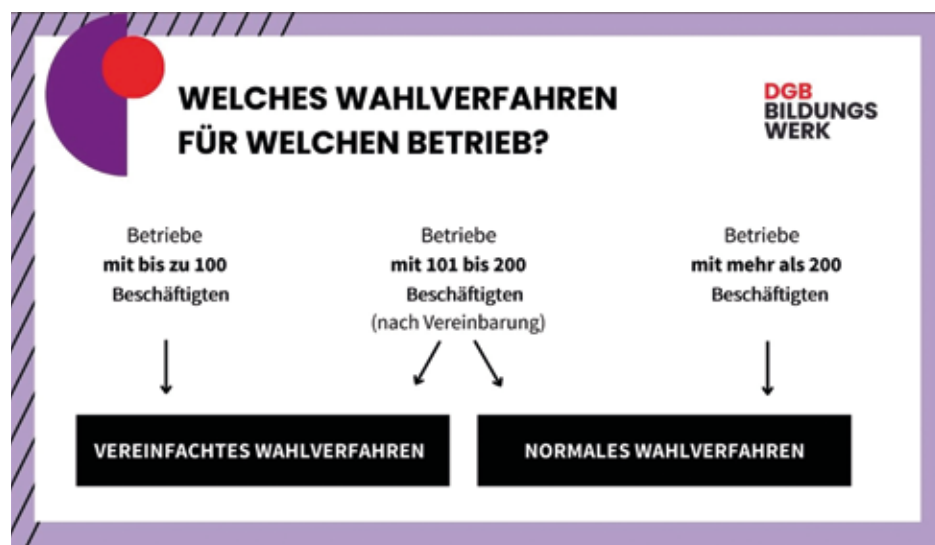 WELCHES WAHLVERFAHREN
FÜR WELCHEN BETRIEB?
DGB
BILDUNGS
WERK
Betriebe
mit bis zu 100
Beschäftigten
Betriebe
mit 101 bis 200
Beschäftigten
(nach Vereinbarung)
Betriebe
mit mehr als 200
Beschäftigten
VEREINFACHTES WAHLVERFAHREN
NORMALES WAHLVERFAHREN